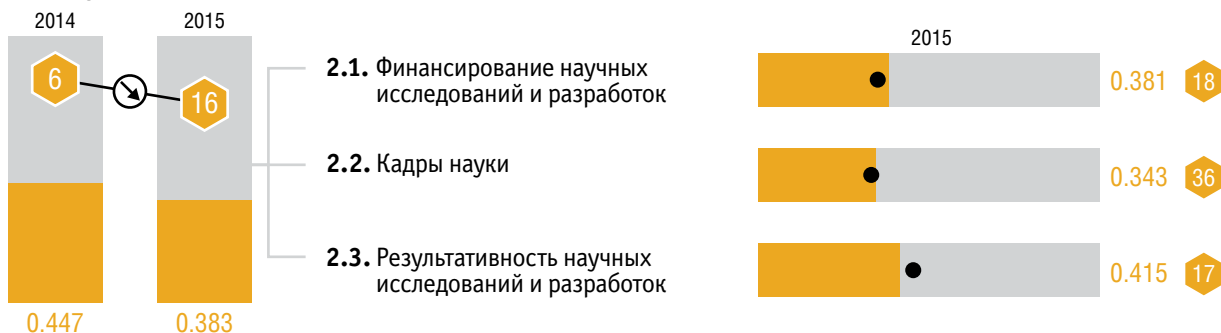 2014
2015
6
16
0.447
0.383
2.1. Финансирование научных
исследований и разработок
2.2. Кадры науки
2.3. Результативность научных
исследований и разработок
2015
0.381 18
0.343 36
0.415 17